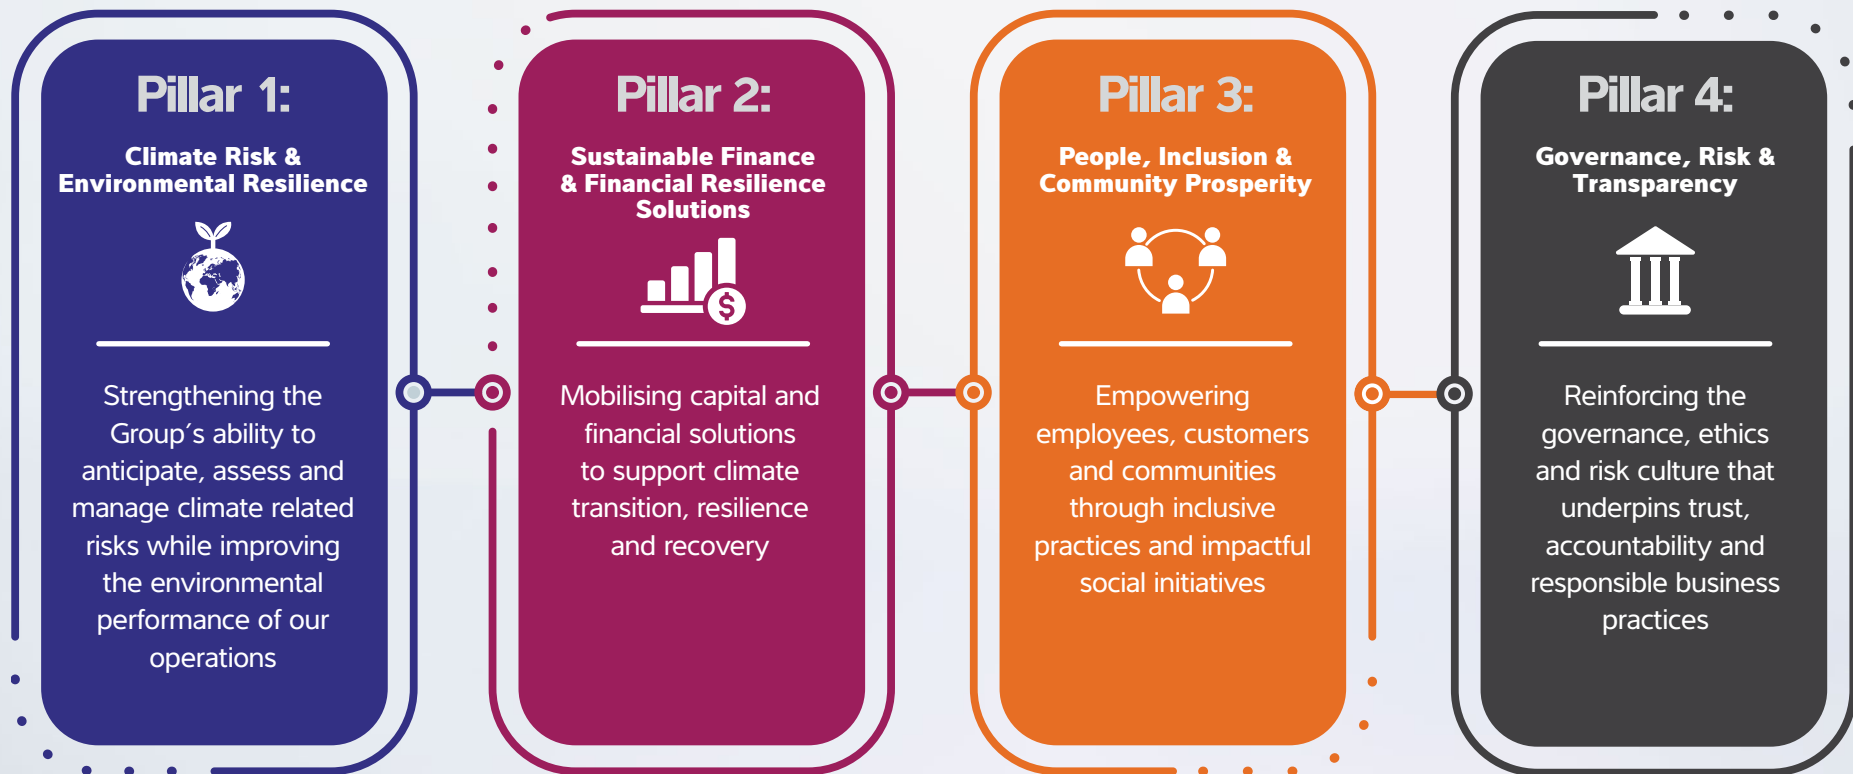 Pillar 1:
Climate Risk &
Environmental Resilience
Strengthening the
Group's ability to
anticipate, assess and
manage climate related
risks while improving
the environmental
performance of our
operations
Pillar 2:
Sustainable Finance
& Financial Resilience
Solutions
$
Mobilising capital and
financial solutions
to support climate
transition, resilience
and recovery
Pillar 3:
People, Inclusion &
Community Prosperity
Empowering
employees, customers
and communities
through inclusive
practices and impactful
social initiatives
Pillar 4:
Governance, Risk &
Transparency
Reinforcing the
governance, ethics
and risk culture that
underpins trust,
accountability and
responsible business
practices